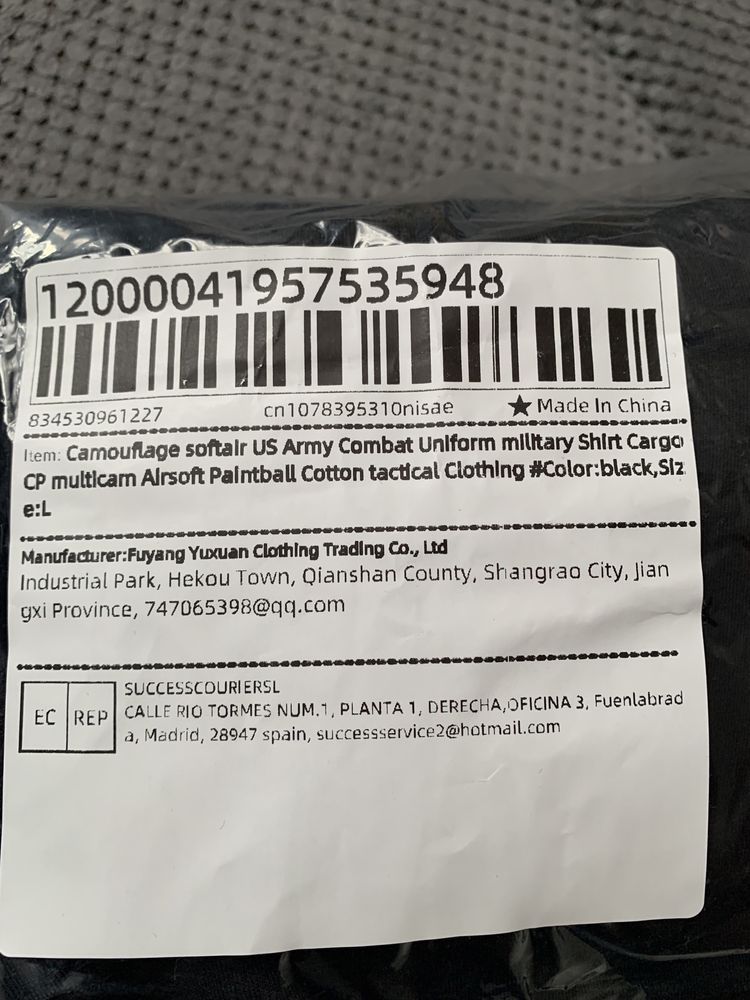 12000041957535948
834530961227 cn1078395310nisae ★ Made In China
Item: Camouflage softair US Army Combat Uniform military Shirt Cargo
CP multicam Airsoft Paintball Cotton tactical Clothing #Color:black,Siz
e:L
Manufacturer:Fuyang Yuxuan Clothing Trading Co., Ltd
Industrial Park, Hekou Town, Qianshan County, Shangrao City, Jian
gxi Province, 747065398@qq.com
EC REP
SUCCESSCOURIERSL
CALLE RIO TORMES NUM.1, PLANTA 1, DERECHA,OFICINA 3, Fuenlabrad
a, Madrid, 28947 spain, successservice2@hotmail.com